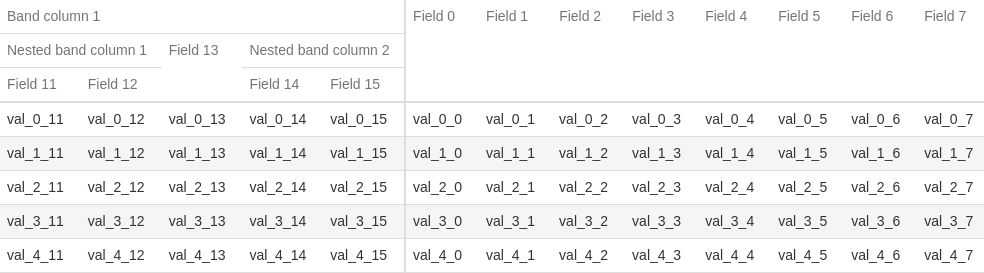 Band column 1 Field 0 Field 1 Field 2 Field 3 Field 4 Field 5 Field 6 Field 7
Nested band column 1 Field 13 Nested band column 2
Field 11 Field 12 Field 14 Field 15
val_0_11 val_0_12 val_0_13 val_0_14 val_0_15 val_0_0 val_0_1 val_0_2 val_0_3 val_0_4 val_0_5 val_0_6 val_0_7
val_1_11 val_1_12 val_1_13 val_1_14 val_1_15 val_1_0 val_1_1 val_1_2 val_1_3 val_1_4 val_1_5 val_1_6 val_1_7
val_2_11 val_2_12 val_2_13 val_2_14 val_2_15 val_2_0 val_2_1 val_2_2 val_2_3 val_2_4 val_2_5 val_2_6 val_2_7
val_3_11 val_3_12 val_3_13 val_3_14 val_3_15 val_3_0 val_3_1 val_3_2 val_3_3 val_3_4 val_3_5 val_3_6 val_3_7
val_4_11 val_4_12 val_4_13 val_4_14 val_4_15 val_4_0 val_4_1 val_4_2 val_4_3 val_4_4 val_4_5 val_4_6 val_4_7